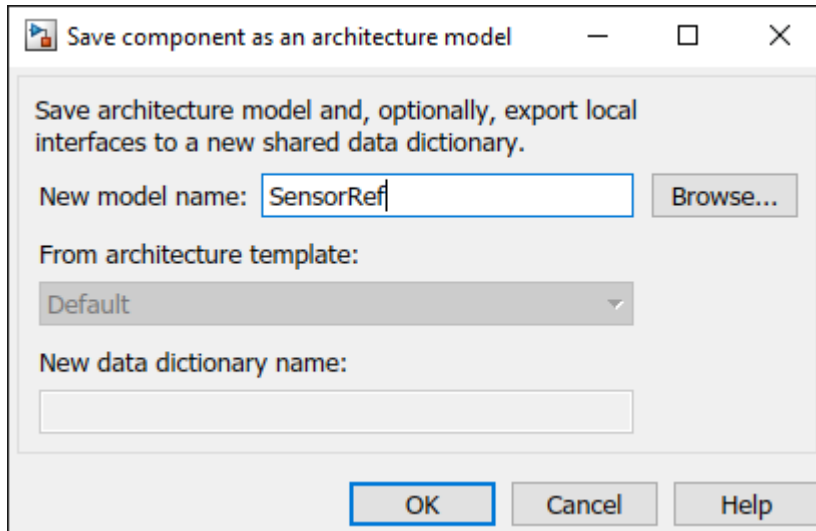 Save component as an architecture model
Save architecture model and, optionally, export local
interfaces to a new shared data dictionary.
New model name: SensorRef Browse...
From architecture template:
Default
New data dictionary name:
OK Cancel Help